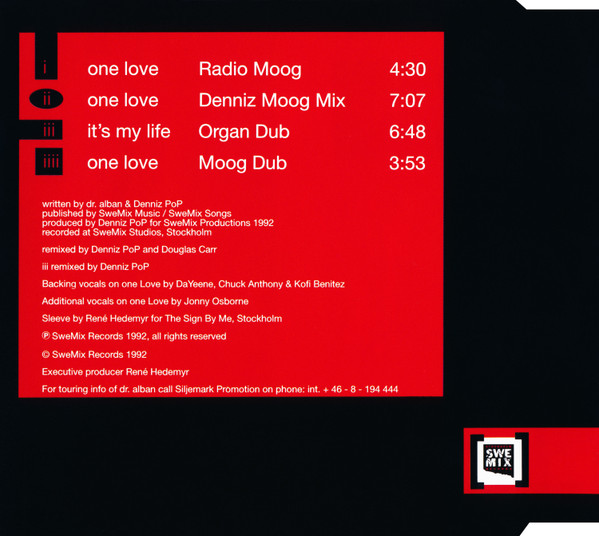 i one love Radio Moog 4:30
ii one love Denniz Moog Mix 7:07
iii it's my life Organ Dub 6:48
iiii one love Moog Dub 3:53
written by dr. alban & Denniz PoP
published by SweMix Music / SweMix Songs
produced by Denniz PoP for SweMix Productions 1992
recorded at SweMix Studios, Stockholm
remixed by Denniz PoP and Douglas Carr
iii remixed by Denniz PoP
Backing vocals on one Love by DaYeene, Chuck Anthony & Kofi Benitez
Additional vocals on one Love by Jonny Osborne
Sleeve by René Hedemyr for The Sign By Me, Stockholm
℗ SweMix Records 1992, all rights reserved
© SweMix Records 1992
Executive producer René Hedemyr
For touring info of dr. alban call Siljemark Promotion on phone: int. + 46 - 8 - 194 444
SWE
MIX